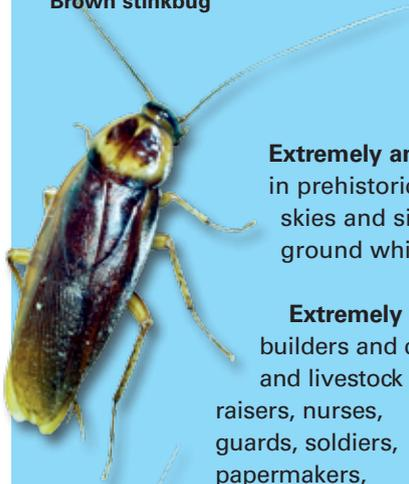 Brown stinkbug
Extremely an
in prehistoric
skies and si
ground whi
Extremely
builders and
and livestock
raisers, nurses,
guards, soldiers,
papermakers,